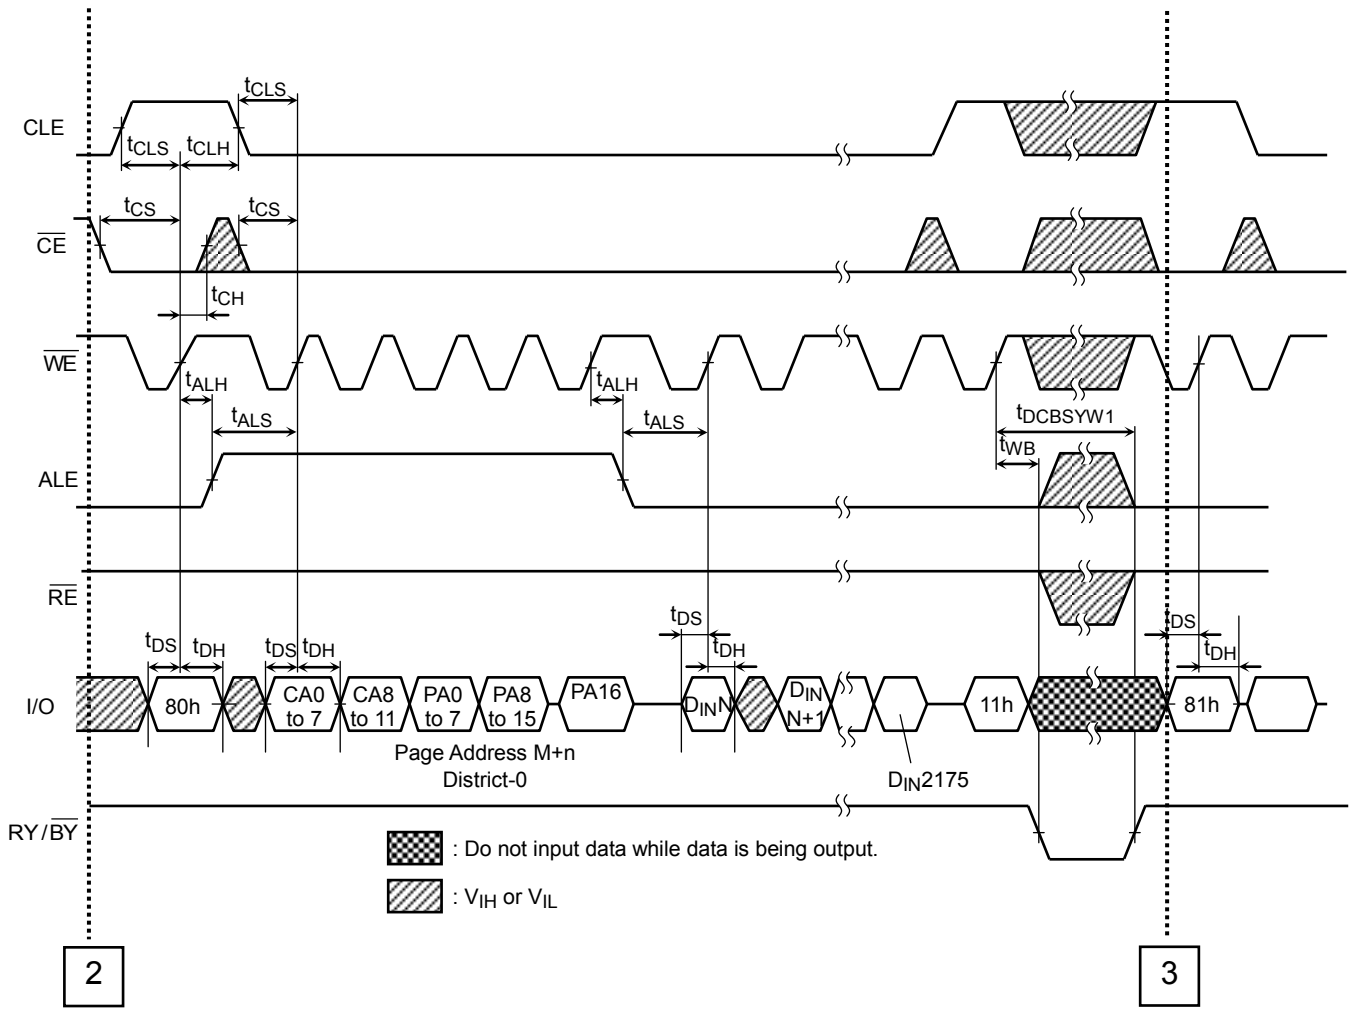 tCLS
CLE
tCLS
tCLH
tCS
tCS
CE
tCH
WE
tALH
tALH
tALS
tALS
tDCBSYW1
tWB
ALE
RE
tDS
tDH
tDS
tDH
tDS
tDH
DS
tDH
I/O
80h
CA0
to 7
CA8
to 11
PA0
to 7
PA8
to 15
PA16
DINN
DIN
N+1
11h
81h
Page Address M+n
District-0
DIN2175
RY/BY
: Do not input data while data is being output.
: VIH or VIL
2
3